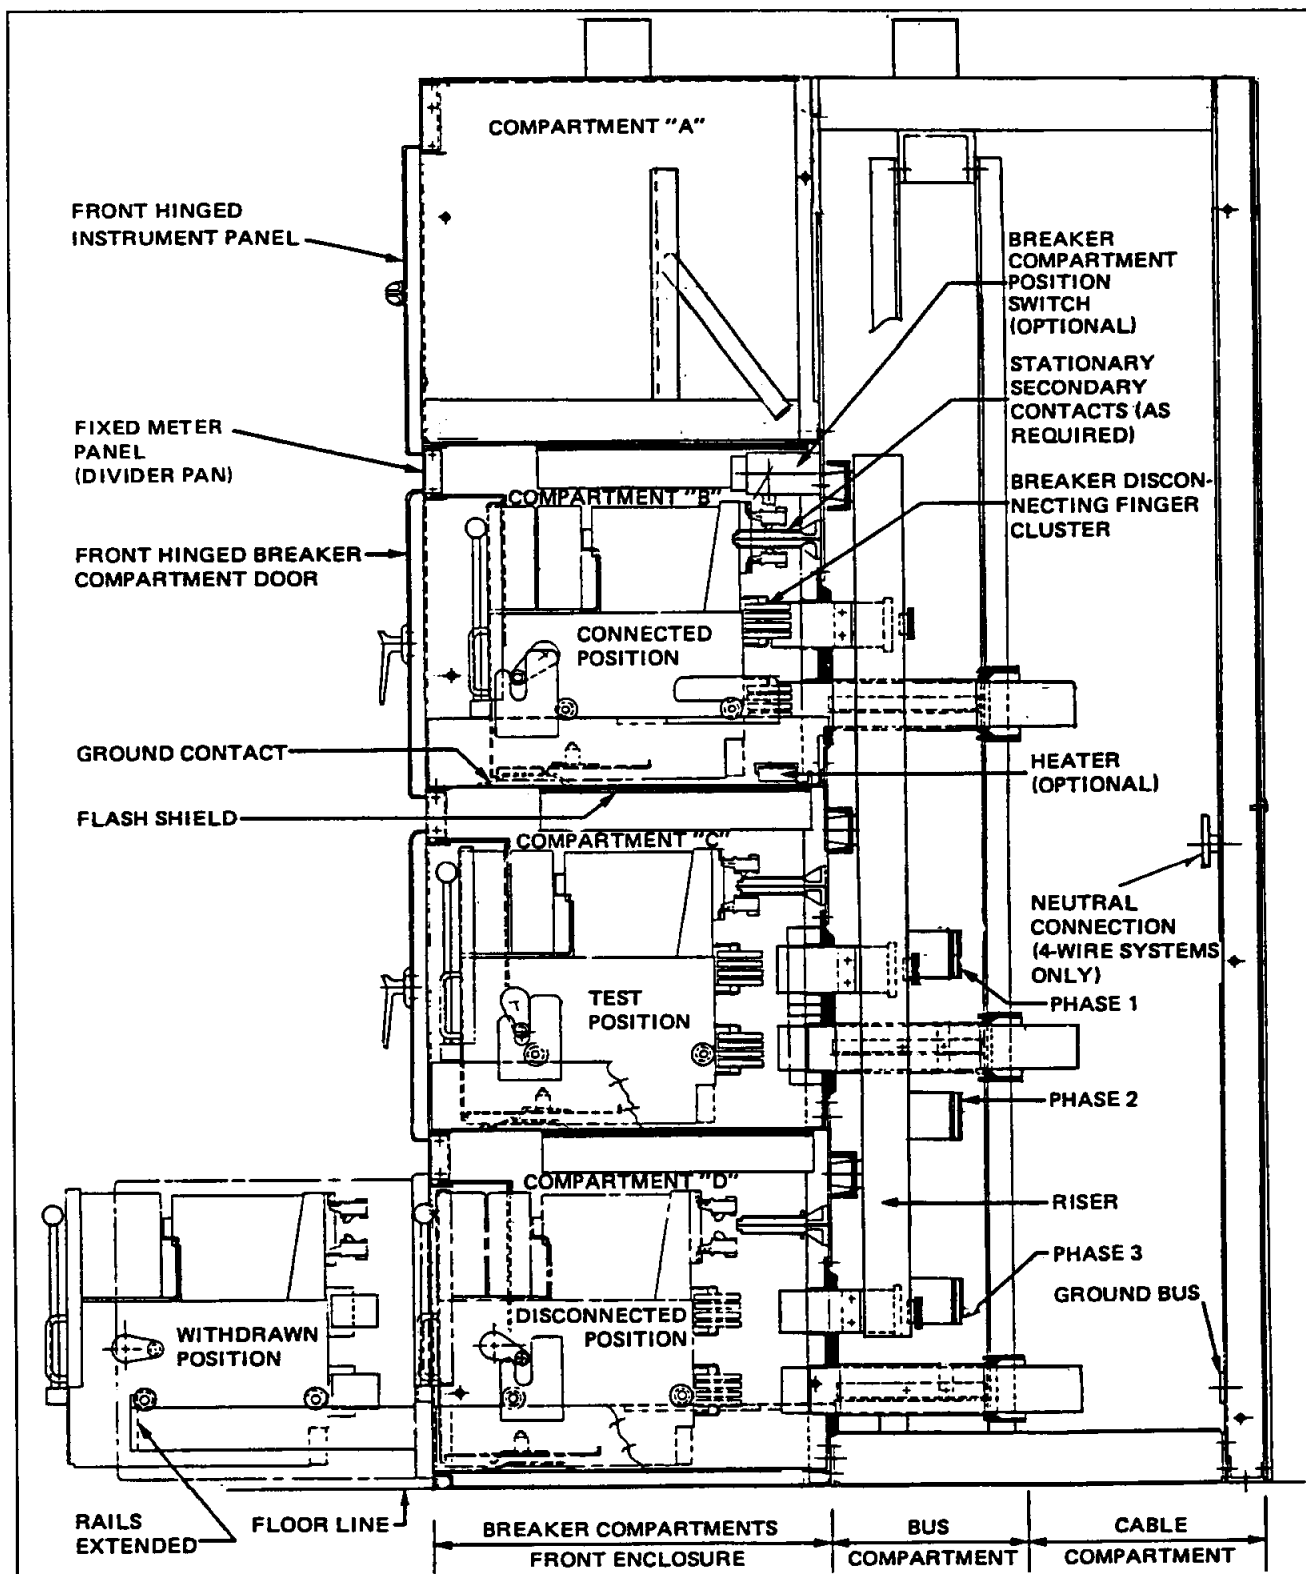 COMPARTMENT "A"
FRONT HINGED
INSTRUMENT PANEL
BREAKER
COMPARTMENT
POSITION
SWITCH
(OPTIONAL)
STATIONARY
SECONDARY
CONTACTS (AS
REQUIRED)
FIXED METER
PANEL
(DIVIDER PAN)
BREAKER DISCON-
NECTING FINGER
CLUSTER
COMPARTMENT "B"
FRONT HINGED BREAKER
COMPARTMENT DOOR
CONNECTED
POSITION
GROUND CONTACT
HEATER
(OPTIONAL)
FLASH SHIELD
COMPARTMENT "C"
NEUTRAL
CONNECTION
(4-WIRE SYSTEMS
ONLY)
TEST
POSITION
PHASE 1
PHASE 2
COMPARTMENT "D"
RISER
PHASE 3
GROUND BUS
WITHDRAWN
POSITION
DISCONNECTED
POSITION
RAILS
EXTENDED
FLOOR LINE
BREAKER COMPARTMENTS
FRONT ENCLOSURE
BUS
COMPARTMENT
CABLE
COMPARTMENT